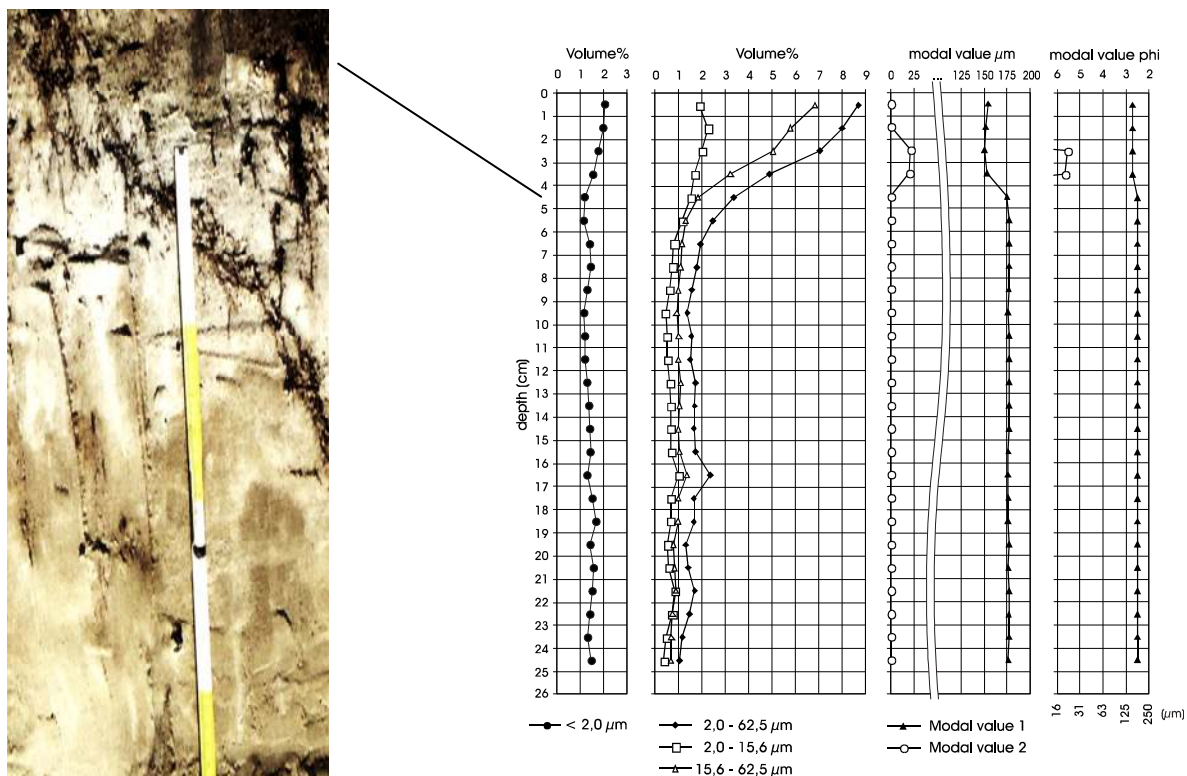 Volume%
Volume%
modal value µm
modal value phi
0 1 2 3
0 1 2 3 4 5 6 7 8 9
0 25 ... 125 150 175 200
6 5 4 3 2
depth (cm)
0
1
2
3
4
5
6
7
8
9
10
11
12
13
14
15
16
17
18
19
20
21
22
23
24
25
26
16 31 63 125 250 (µm)
< 2,0 µm
2,0 - 62,5 µm
2,0 - 15,6 µm
15,6 - 62,5 µm
Modal value 1
Modal value 2